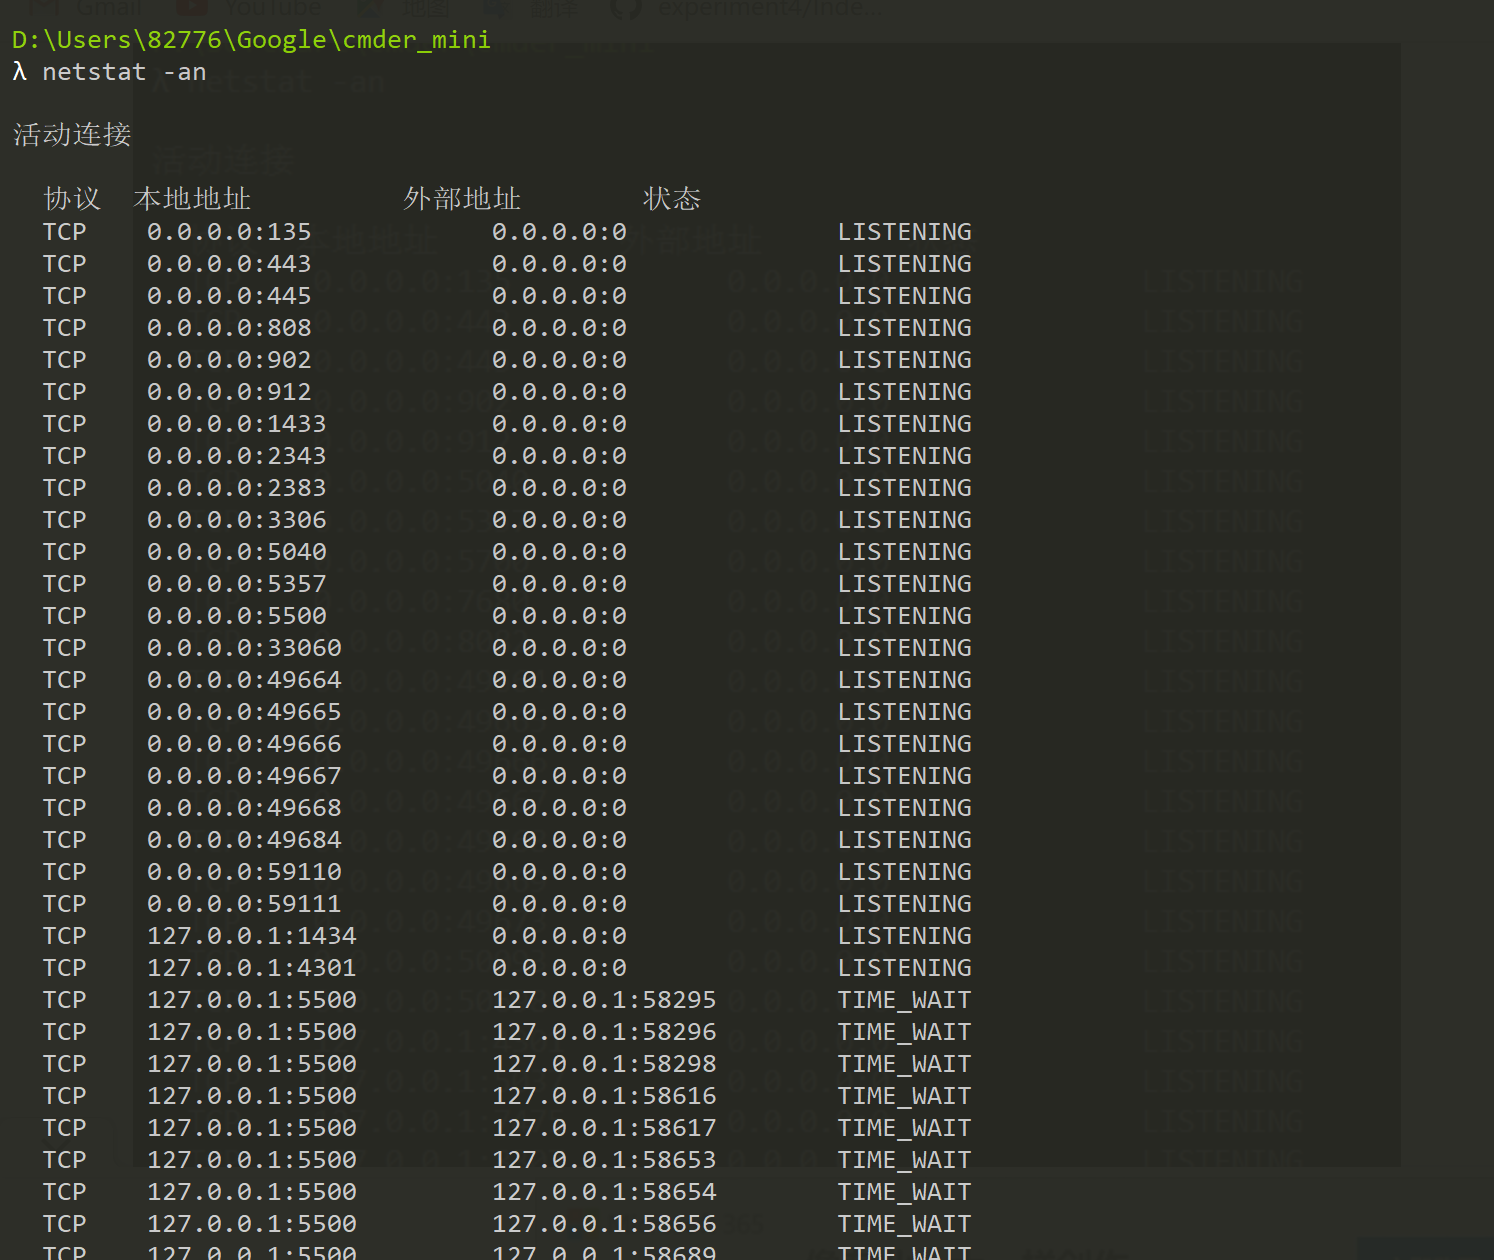 Gmail YouTube 地图 翻译 experiment4/Inde...
D:\Users\82776\Google\cmder_mini
λ netstat -an
活动连接
协议 本地地址 外部地址 状态
TCP 0.0.0.0:135 0.0.0.0:0 LISTENING
TCP 0.0.0.0:443 0.0.0.0:0 LISTENING
TCP 0.0.0.0:445 0.0.0.0:0 LISTENING
TCP 0.0.0.0:808 0.0.0.0:0 LISTENING
TCP 0.0.0.0:902 0.0.0.0:0 LISTENING
TCP 0.0.0.0:912 0.0.0.0:0 LISTENING
TCP 0.0.0.0:1433 0.0.0.0:0 LISTENING
TCP 0.0.0.0:2343 0.0.0.0:0 LISTENING
TCP 0.0.0.0:2383 0.0.0.0:0 LISTENING
TCP 0.0.0.0:3306 0.0.0.0:0 LISTENING
TCP 0.0.0.0:5040 0.0.0.0:0 LISTENING
TCP 0.0.0.0:5357 0.0.0.0:0 LISTENING
TCP 0.0.0.0:5500 0.0.0.0:0 LISTENING
TCP 0.0.0.0:33060 0.0.0.0:0 LISTENING
TCP 0.0.0.0:49664 0.0.0.0:0 LISTENING
TCP 0.0.0.0:49665 0.0.0.0:0 LISTENING
TCP 0.0.0.0:49666 0.0.0.0:0 LISTENING
TCP 0.0.0.0:49667 0.0.0.0:0 LISTENING
TCP 0.0.0.0:49668 0.0.0.0:0 LISTENING
TCP 0.0.0.0:49684 0.0.0.0:0 LISTENING
TCP 0.0.0.0:59110 0.0.0.0:0 LISTENING
TCP 0.0.0.0:59111 0.0.0.0:0 LISTENING
TCP 127.0.0.1:1434 0.0.0.0:0 LISTENING
TCP 127.0.0.1:4301 0.0.0.0:0 LISTENING
TCP 127.0.0.1:5500 127.0.0.1:58295 TIME_WAIT
TCP 127.0.0.1:5500 127.0.0.1:58296 TIME_WAIT
TCP 127.0.0.1:5500 127.0.0.1:58298 TIME_WAIT
TCP 127.0.0.1:5500 127.0.0.1:58616 TIME_WAIT
TCP 127.0.0.1:5500 127.0.0.1:58617 TIME_WAIT
TCP 127.0.0.1:5500 127.0.0.1:58653 TIME_WAIT
TCP 127.0.0.1:5500 127.0.0.1:58654 TIME_WAIT
TCP 127.0.0.1:5500 127.0.0.1:58656 TIME_WAIT
TCP 127.0.0.1:5500 127.0.0.1:58689 TIME_WAIT